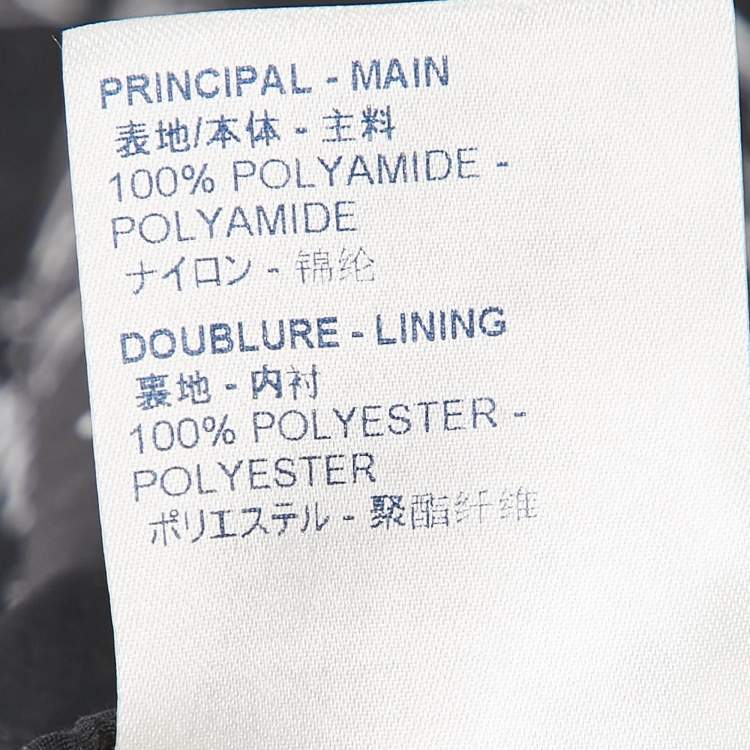 PRINCIPAL - MAIN
表地/本体 - 主料
100% POLYAMIDE -
POLYAMIDE
ナイロン - 锦纶
DOUBLURE - LINING
裏地 - 内衬
100% POLYESTER -
POLYESTER
ポリエステル - 聚酯纤维